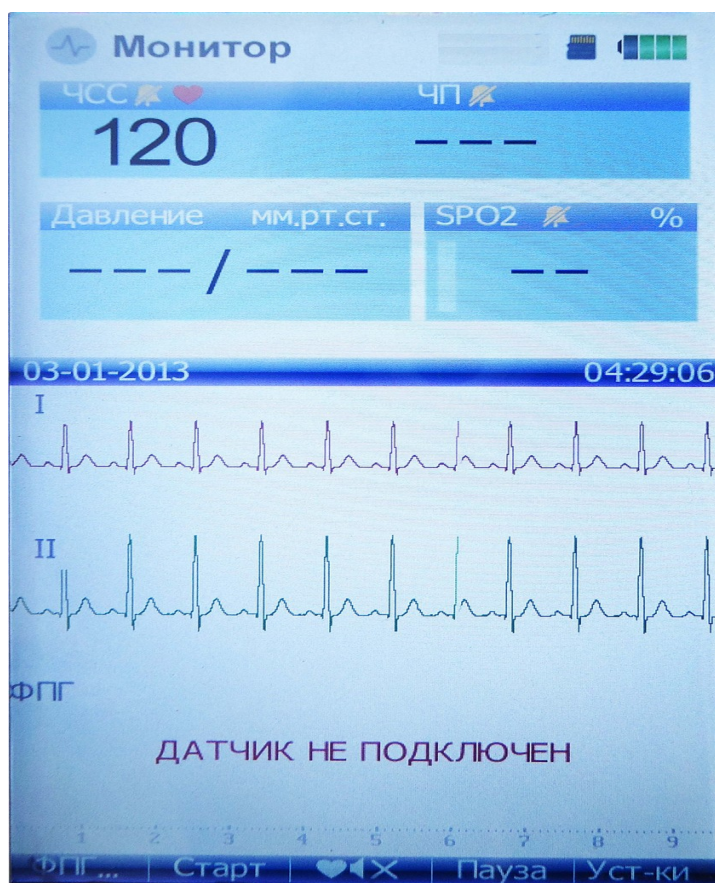 Монитор
ЧСС ЧП
120 ---
Давление мм.рт.ст. SPO2 %
---/--- --
03-01-2013 04:29:06
I
II
ФПГ
ДАТЧИК НЕ ПОДКЛЮЧЕН
1 2 3 4 5 6 7 8 9
ФПГ... Старт Пауза Уст-ки